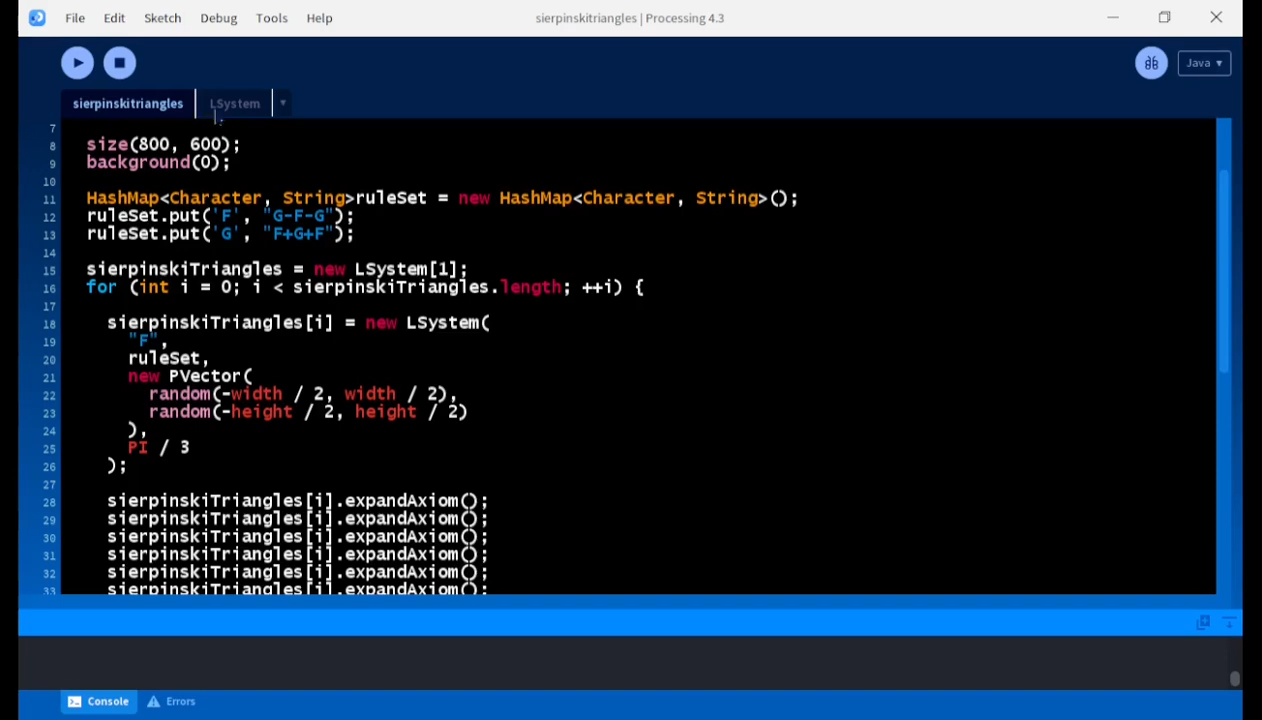 File Edit Sketch Debug Tools Help sierpinskitriangles | Processing 4.3
Java ▾
sierpinskitriangles LSystem ▾
7
8 size(800, 600);
9 background(0);
10
11 HashMap<Character, String>ruleSet = new HashMap<Character, String>();
12 ruleSet.put('F', "G-F-G");
13 ruleSet.put('G', "F+G+F");
14
15 sierpinskiTriangles = new LSystem[1];
16 for (int i = 0; i < sierpinskiTriangles.length; ++i) {
17
18 sierpinskiTriangles[i] = new LSystem(
19 "F",
20 ruleSet,
21 new PVector(
22 random(-width / 2, width / 2),
23 random(-height / 2, height / 2)
24 ),
25 PI / 3
26 );
27
28 sierpinskiTriangles[i].expandAxiom();
29 sierpinskiTriangles[i].expandAxiom();
30 sierpinskiTriangles[i].expandAxiom();
31 sierpinskiTriangles[i].expandAxiom();
32 sierpinskiTriangles[i].expandAxiom();
33 sierpinskiTriangles[i].expandAxiom();
Console Errors